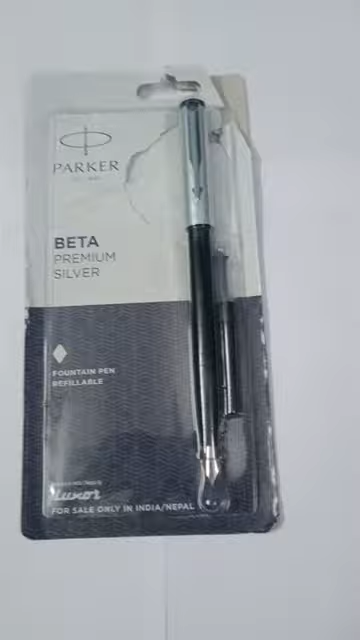 PARKER
BETA
PREMIUM
SILVER
FOUNTAIN PEN
REFILLABLE
Luxor
FOR SALE ONLY IN INDIA/NEPAL